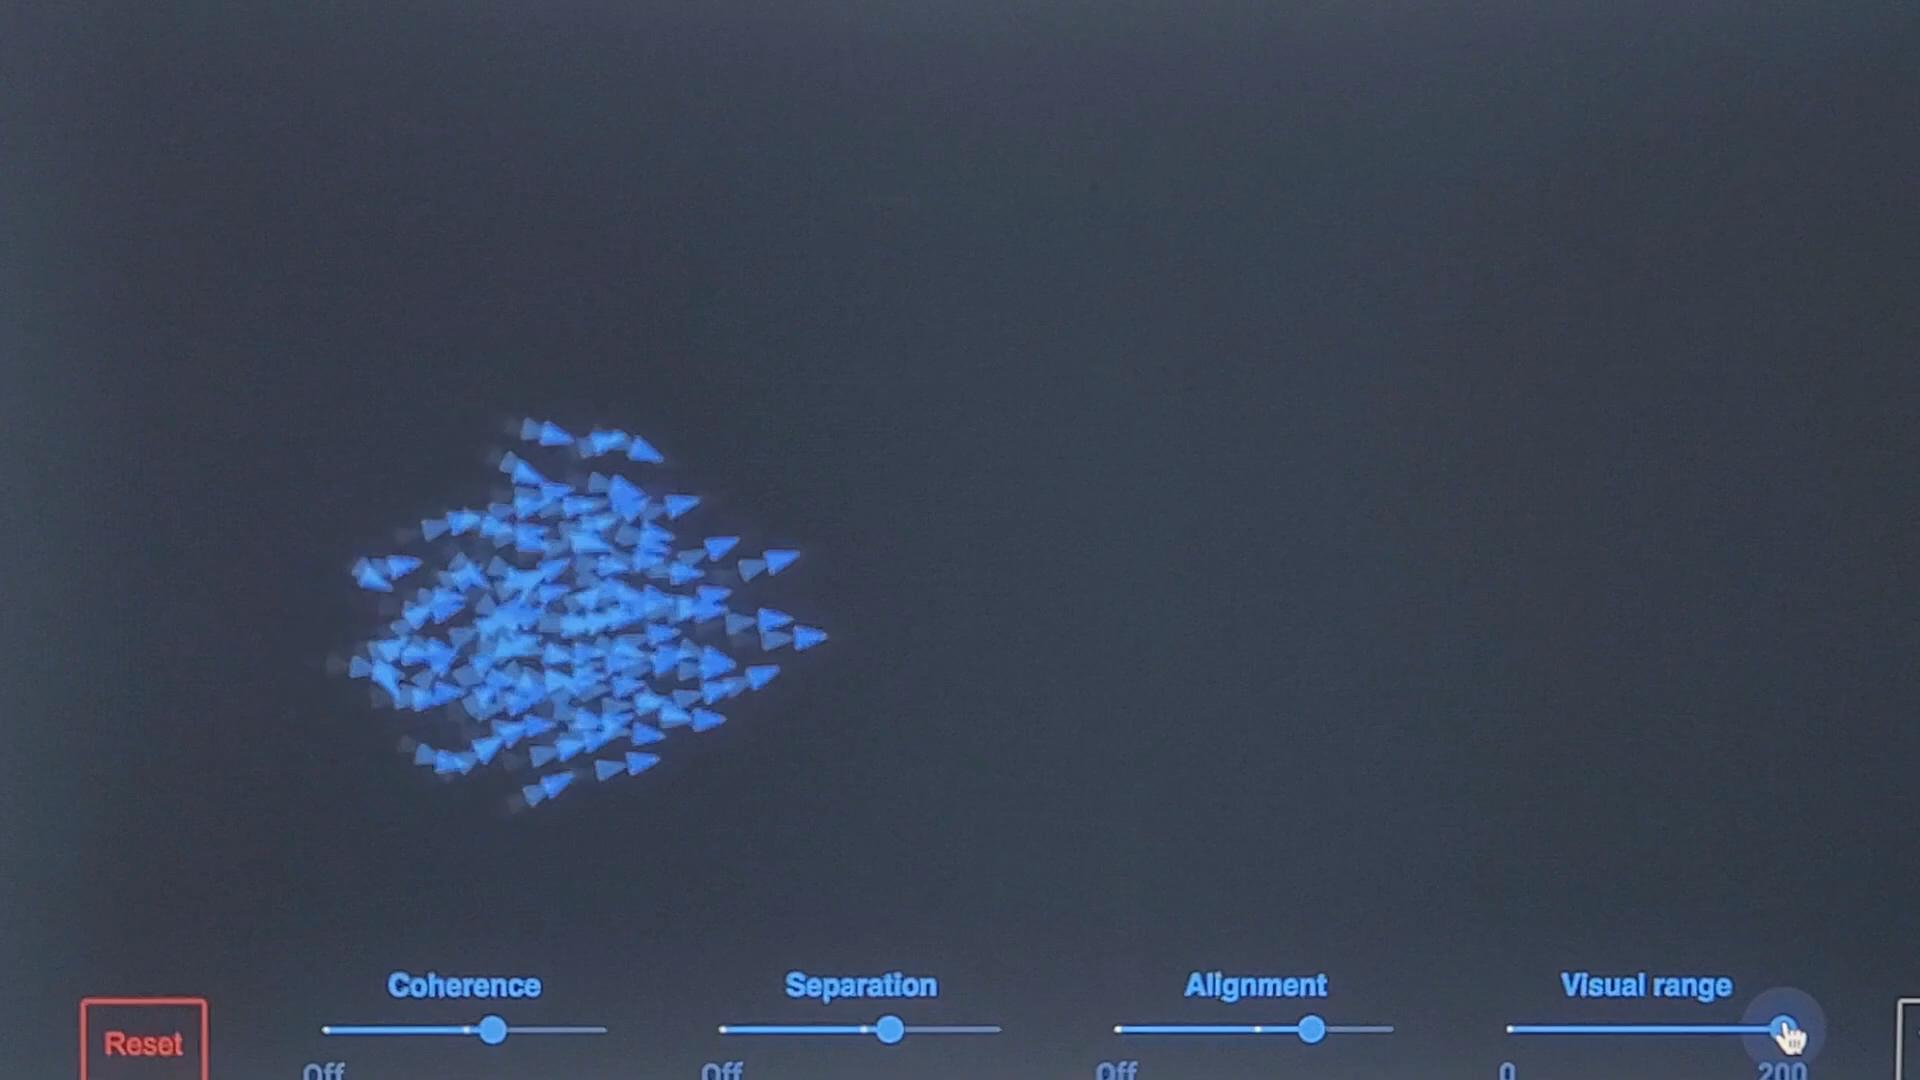 Coherence Separation Alignment Visual range
Reset
Off Off Off 0 200